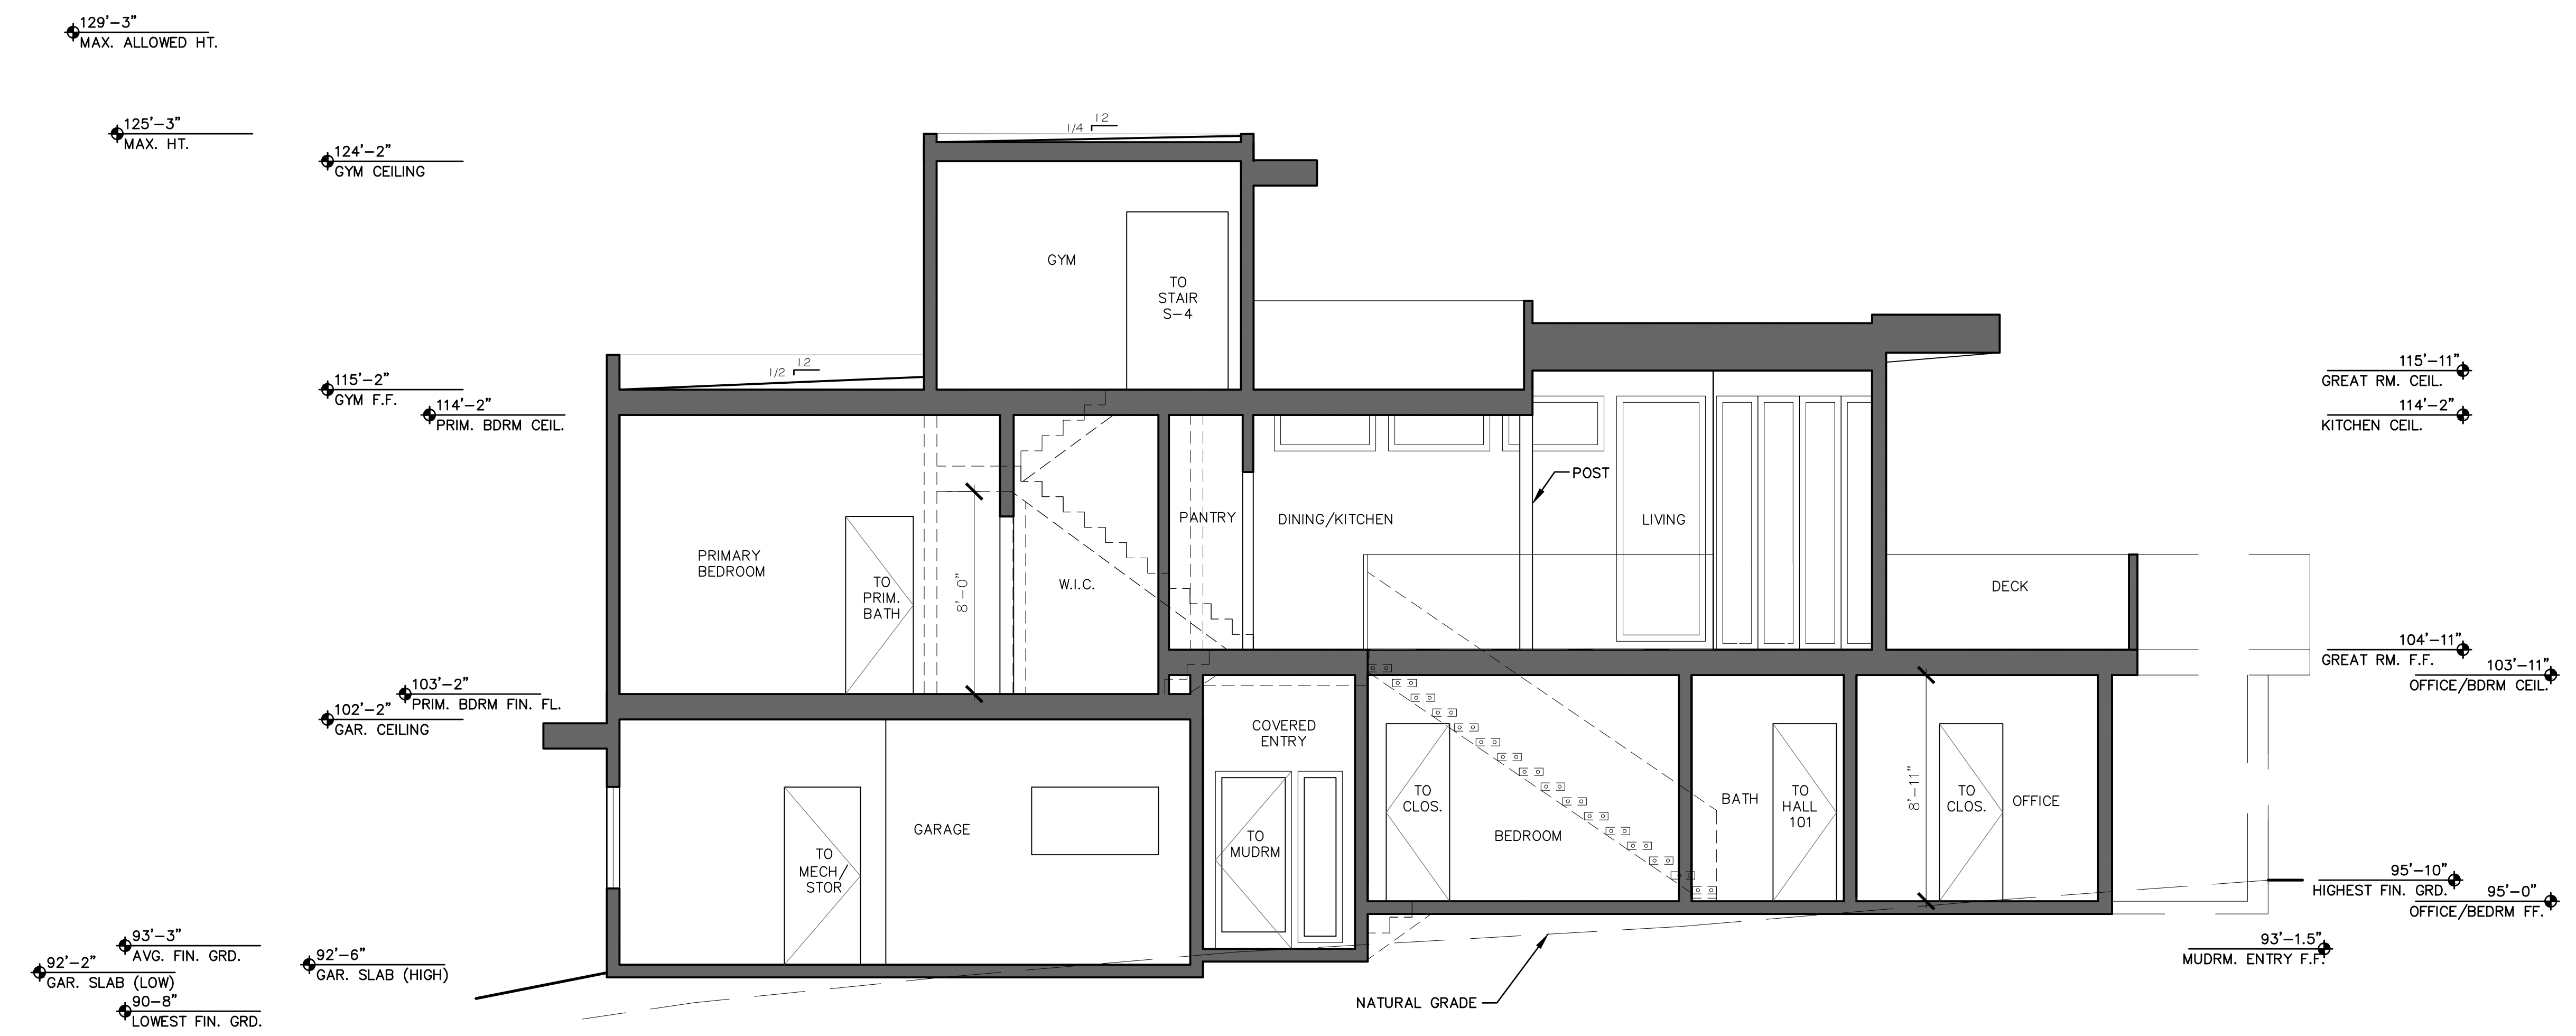 129'-3"
MAX. ALLOWED HT.
125'-3"
MAX. HT.
124'-2"
GYM CEILING
12
1/4
GYM
TO
STAIR
S-4
12
1/2
115'-2"
GYM F.F.
114'-2"
PRIM. BDRM CEIL.
115'-11"
GREAT RM. CEIL.
114'-2"
KITCHEN CEIL.
POST
PANTRY
DINING/KITCHEN
LIVING
PRIMARY
BEDROOM
TO
PRIM.
BATH
8'-0"
W.I.C.
DECK
104'-11"
GREAT RM. F.F.
103'-11"
OFFICE/BDRM CEIL.
103'-2"
PRIM. BDRM FIN. FL.
102'-2"
GAR. CEILING
COVERED
ENTRY
TO
CLOS.
BATH
TO
HALL
101
8'-11"
TO
CLOS.
OFFICE
GARAGE
TO
MECH/
STOR
TO
MUDRM
BEDROOM
95'-10"
HIGHEST FIN. GRD.
95'-0"
OFFICE/BEDRM FF.
93'-3"
AVG. FIN. GRD.
92'-2"
GAR. SLAB (LOW)
90-8"
LOWEST FIN. GRD.
92'-6"
GAR. SLAB (HIGH)
93'-1.5"
MUDRM. ENTRY F.F.
NATURAL GRADE